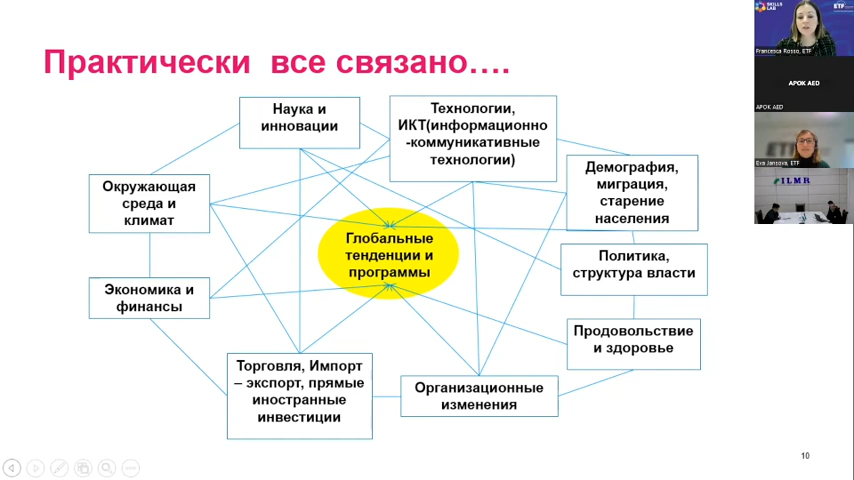 Практически все связано….
Наука и
инновации
Технологии,
ИКТ(информационно
-коммуникативные
технологии)
Окружающая
среда и
климат
Демография,
миграция,
старение
населения
Глобальные
тенденции и
программы
Политика,
структура власти
Экономика и
финансы
Продовольствие
и здоровье
Торговля, Импорт
– экспорт, прямые
иностранные
инвестиции
Организационные
изменения
10
SKILLS
LAB
ETF
Francesca Rosso, ETF
APOK AED
APOK AED
Eva Jansova, ETF
ILMR